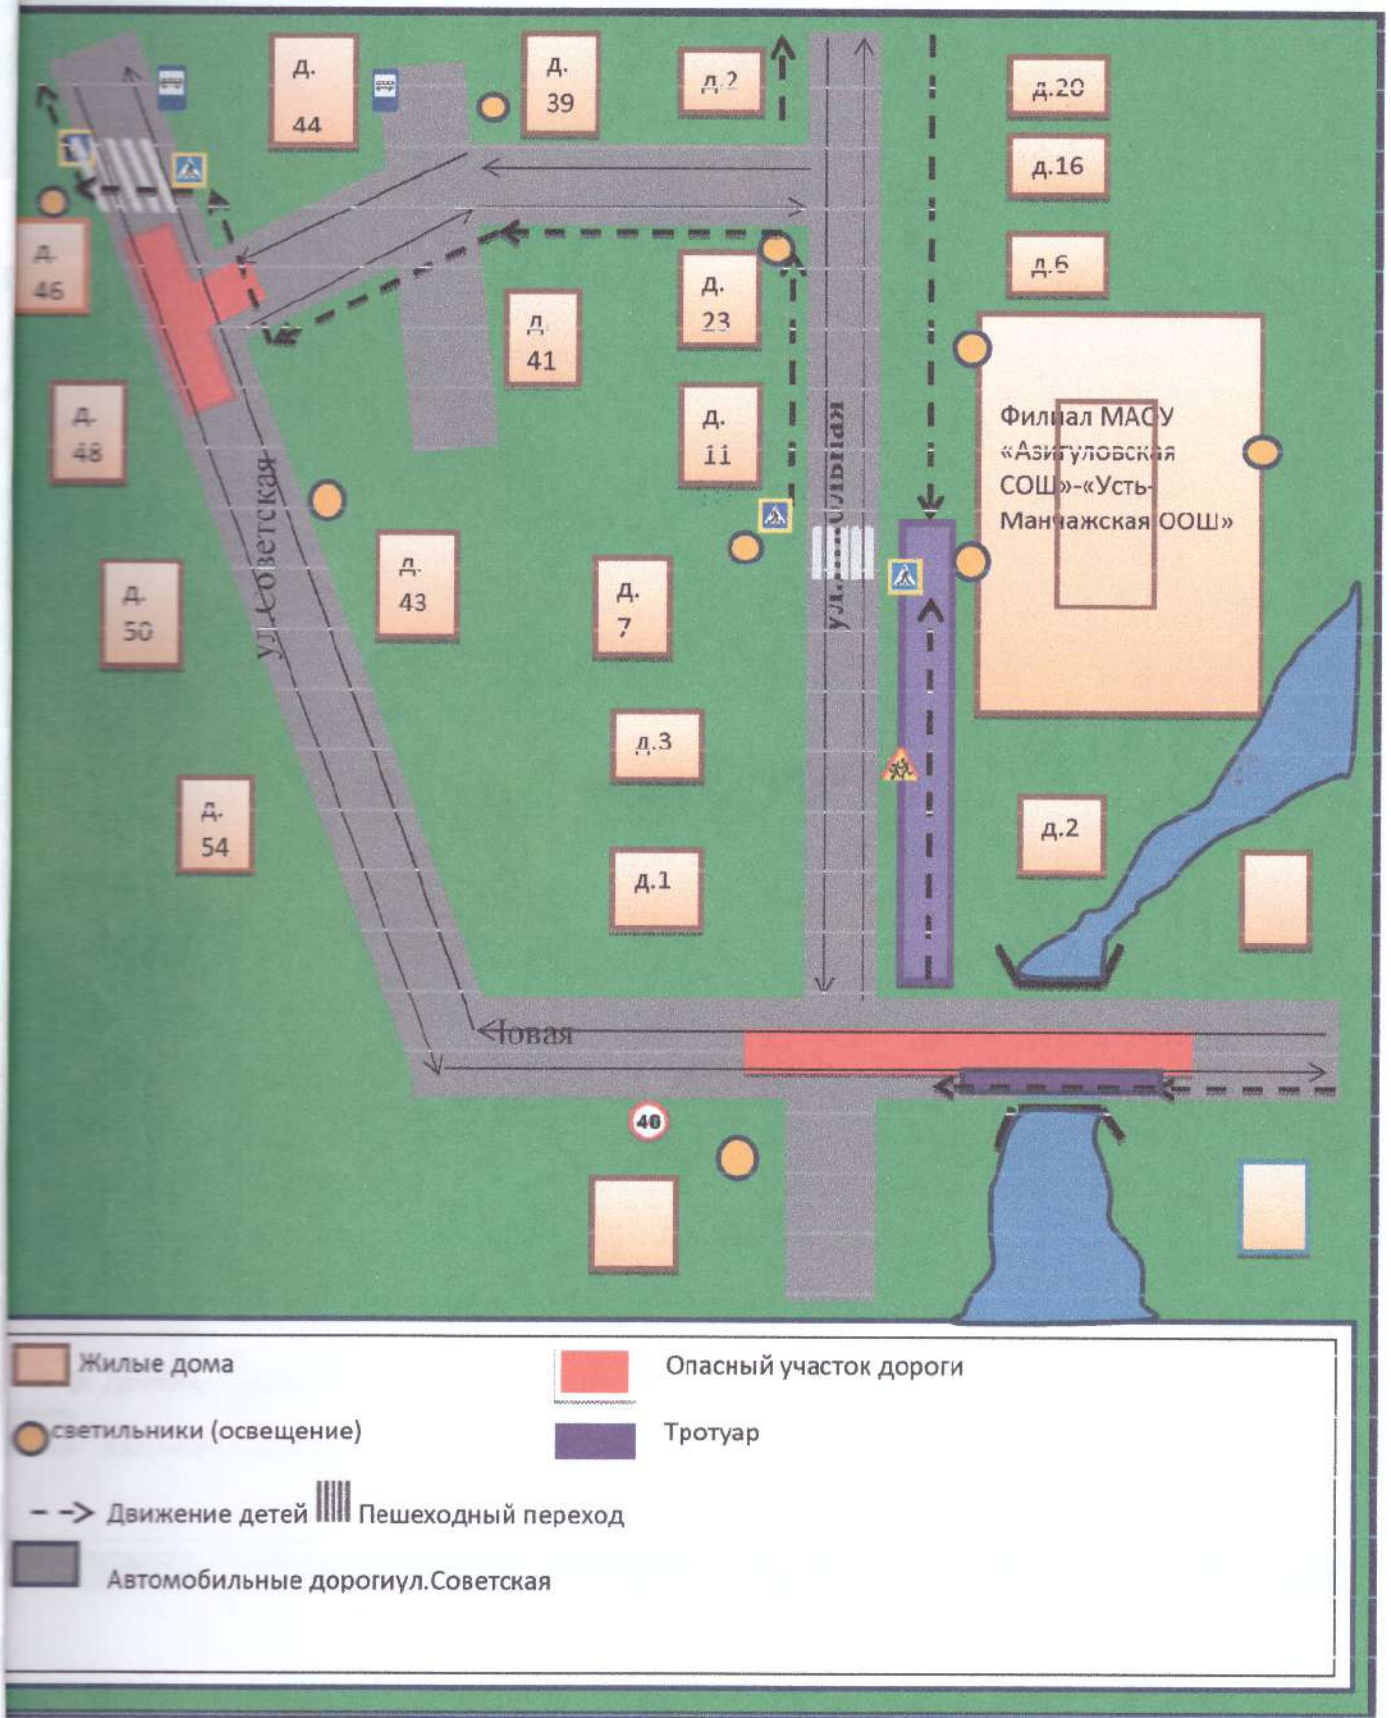 д.
44
д.
39
д.2
д.20
д.16
д.6
д.
46
д.
23
д.
41
д.
11
д.
48
Филиал МАОУ
«Азигуловская
СОШ»-«Усть-
Манчажская ООШ»
ул.Советская
д.
50
д.
43
д.
7
д.3
д.
54
д.2
д.1
40
Жилые дома
Опасный участок дороги
светильники (освещение)
Тротуар
Движение детей
Пешеходный переход
Автомобильные дорогиул.Советская